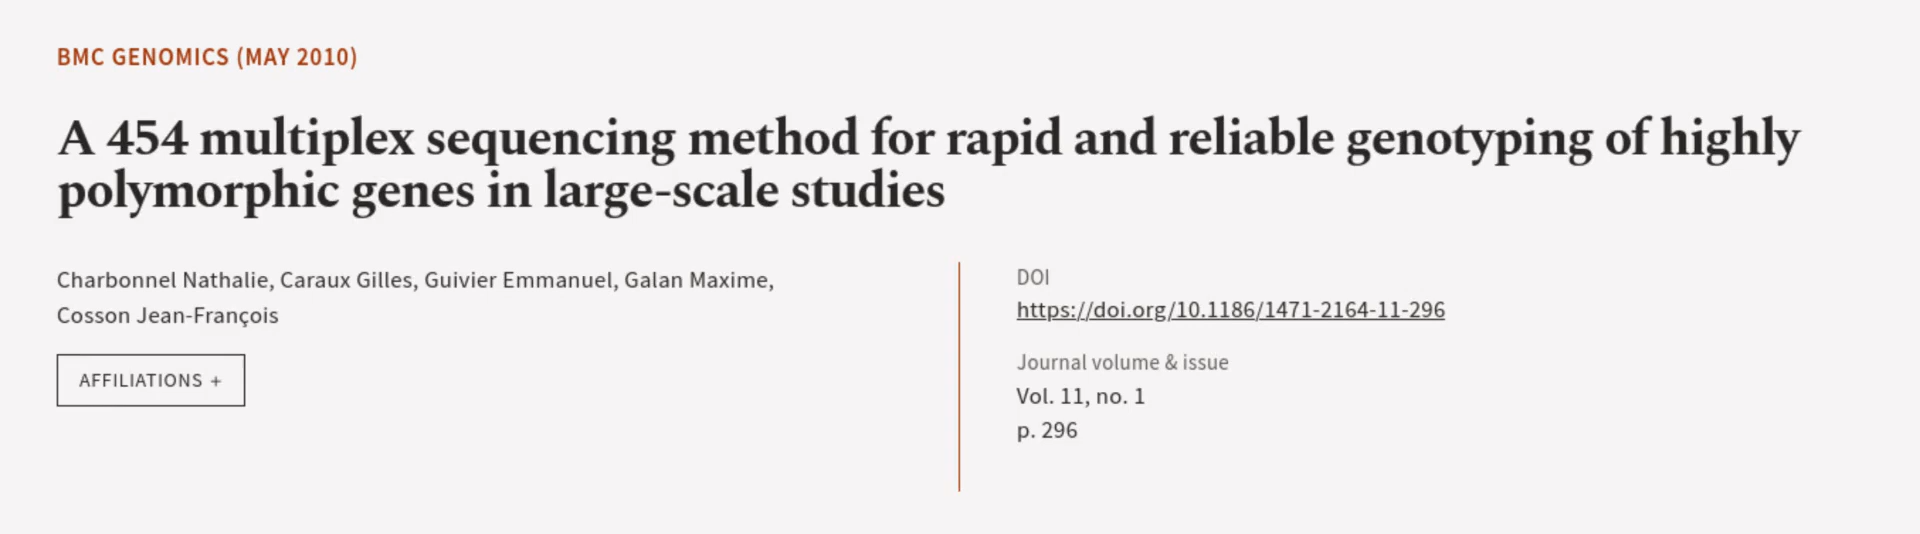 BMC GENOMICS (MAY 2010)
A 454 multiplex sequencing method for rapid and reliable genotyping of highly
polymorphic genes in large-scale studies
Charbonnel Nathalie, Caraux Gilles, Guivier Emmanuel, Galan Maxime,
Cosson Jean-François
AFFILIATIONS +
DOI
https://doi.org/10.1186/1471-2164-11-296
Journal volume & issue
Vol. 11, no. 1
p. 296